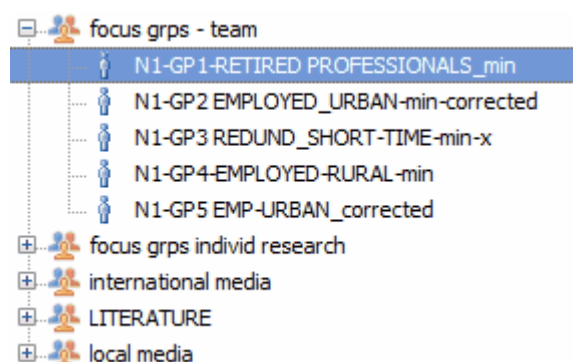 focus grps - team
N1-GP1-RETIRED PROFESSIONALS_min
N1-GP2 EMPLOYED_URBAN-min-corrected
N1-GP3 REDUND_SHORT-TIME-min-x
N1-GP4-EMPLOYED-RURAL-min
N1-GP5 EMP-URBAN_corrected
focus grps individ research
international media
LITERATURE
local media